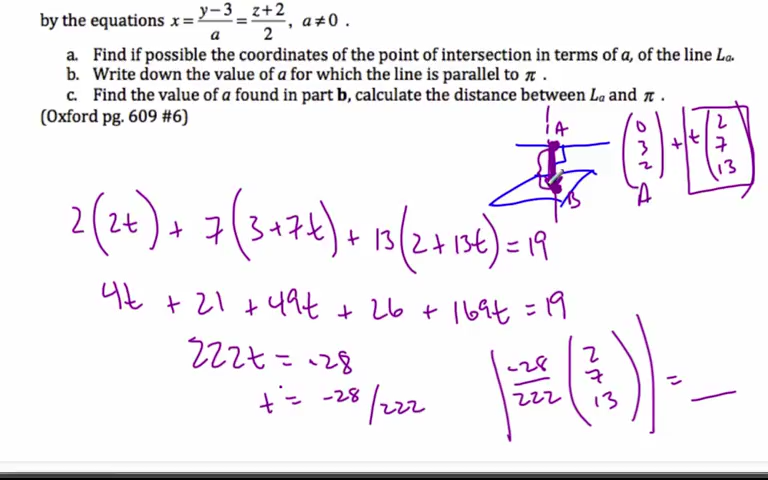 by the equations x = (y−3)/a = (z+2)/2, a≠0 .
a. Find if possible the coordinates of the point of intersection in terms of a, of the line Lₐ.
b. Write down the value of a for which the line is parallel to π .
c. Find the value of a found in part b, calculate the distance between Lₐ and π .
(Oxford pg. 609 #6)
A
B
(0 3 2) + t (2 7 13)
A
2(2t) + 7(3+7t) + 13(2+13t) = 19
4t + 21 + 49t + 26 + 169t = 19
222t = -28
t = -28/222
|-28/222 (2 7 13)| = __